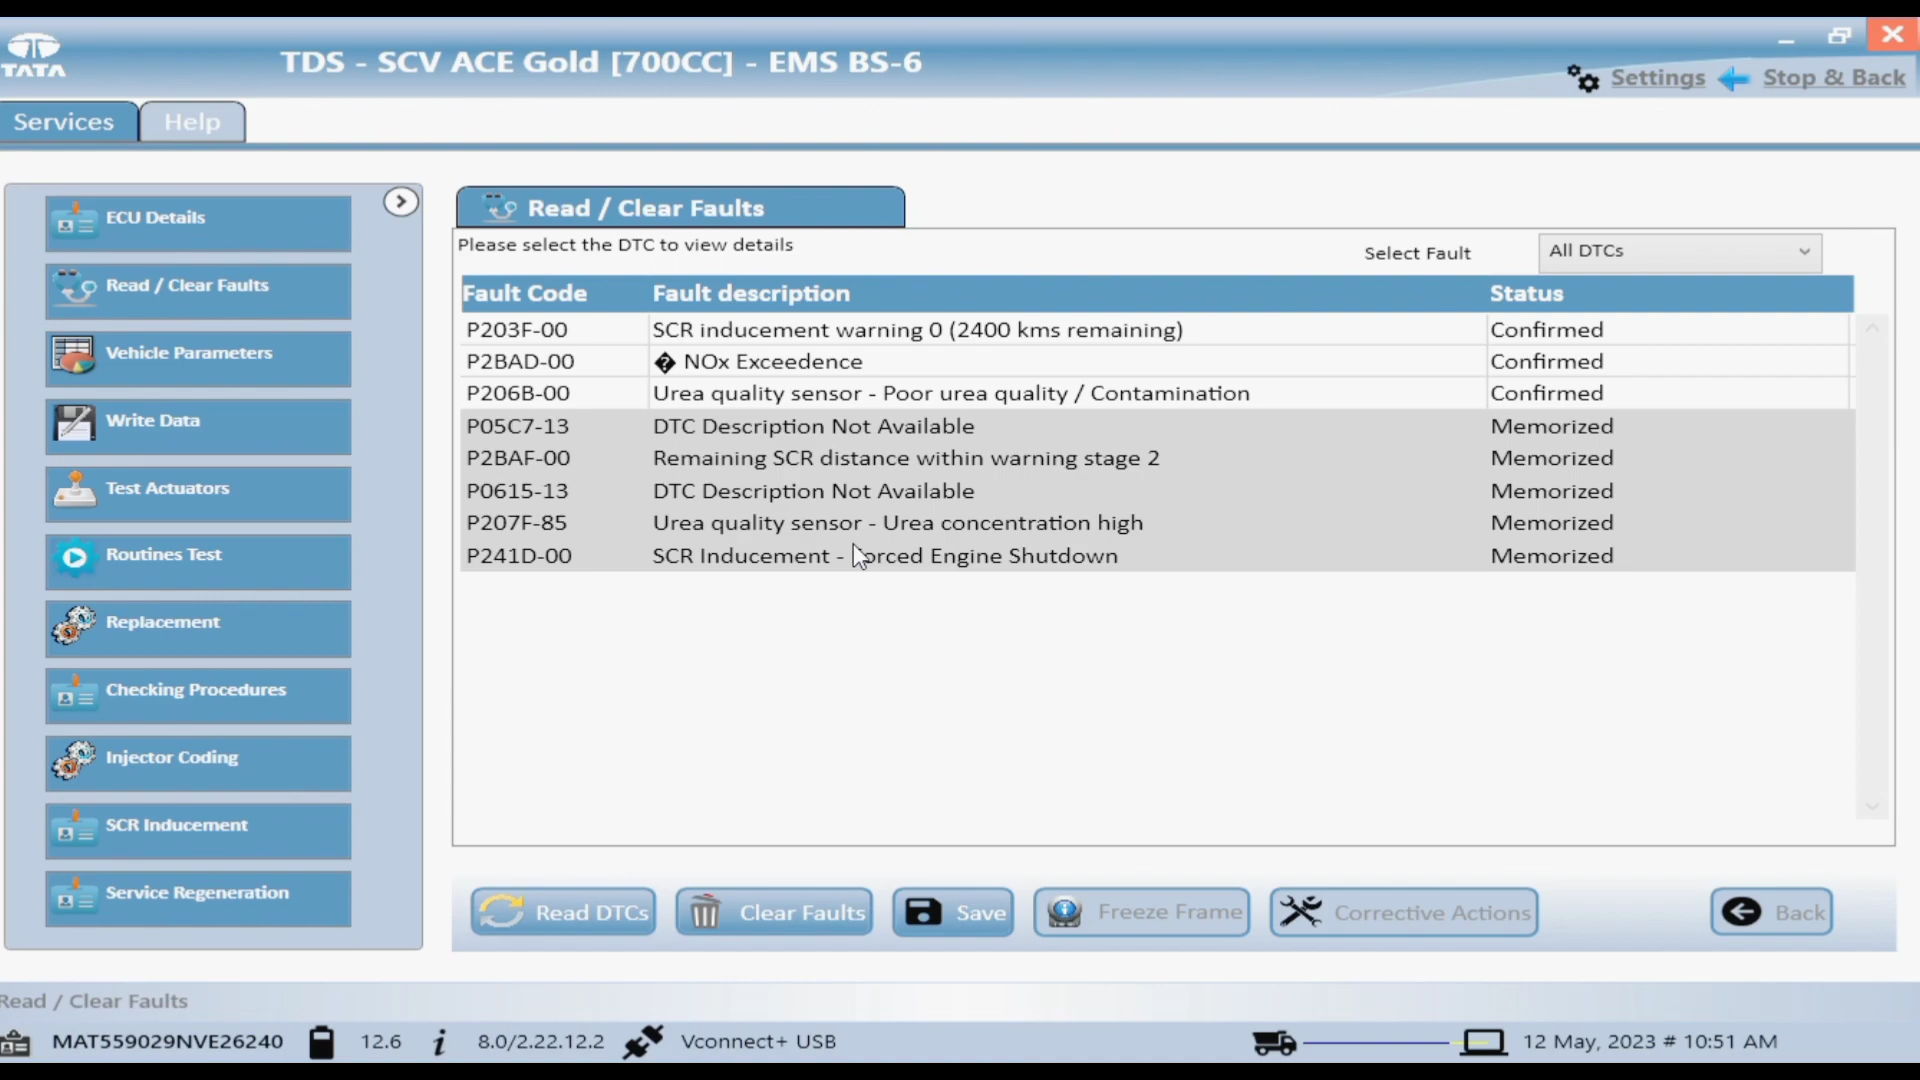 TATA
TDS - SCV ACE Gold [700CC] - EMS BS-6
Settings
Stop & Back
Services
Help
ECU Details
Read / Clear Faults
Vehicle Parameters
Write Data
Test Actuators
Routines Test
Replacement
Checking Procedures
Injector Coding
SCR Inducement
Service Regeneration
Read / Clear Faults
Please select the DTC to view details
Select Fault
All DTCs
Fault Code Fault description Status
P203F-00 SCR inducement warning 0 (2400 kms remaining) Confirmed
P2BAD-00 � NOx Exceedence Confirmed
P206B-00 Urea quality sensor - Poor urea quality / Contamination Confirmed
P05C7-13 DTC Description Not Available Memorized
P2BAF-00 Remaining SCR distance within warning stage 2 Memorized
P0615-13 DTC Description Not Available Memorized
P207F-85 Urea quality sensor - Urea concentration high Memorized
P241D-00 SCR Inducement - Forced Engine Shutdown Memorized
Read DTCs
Clear Faults
Save
Freeze Frame
Corrective Actions
Back
Read / Clear Faults
MAT559029NVE26240 12.6 i 8.0/2.22.12.2 Vconnect+ USB 12 May, 2023 # 10:51 AM